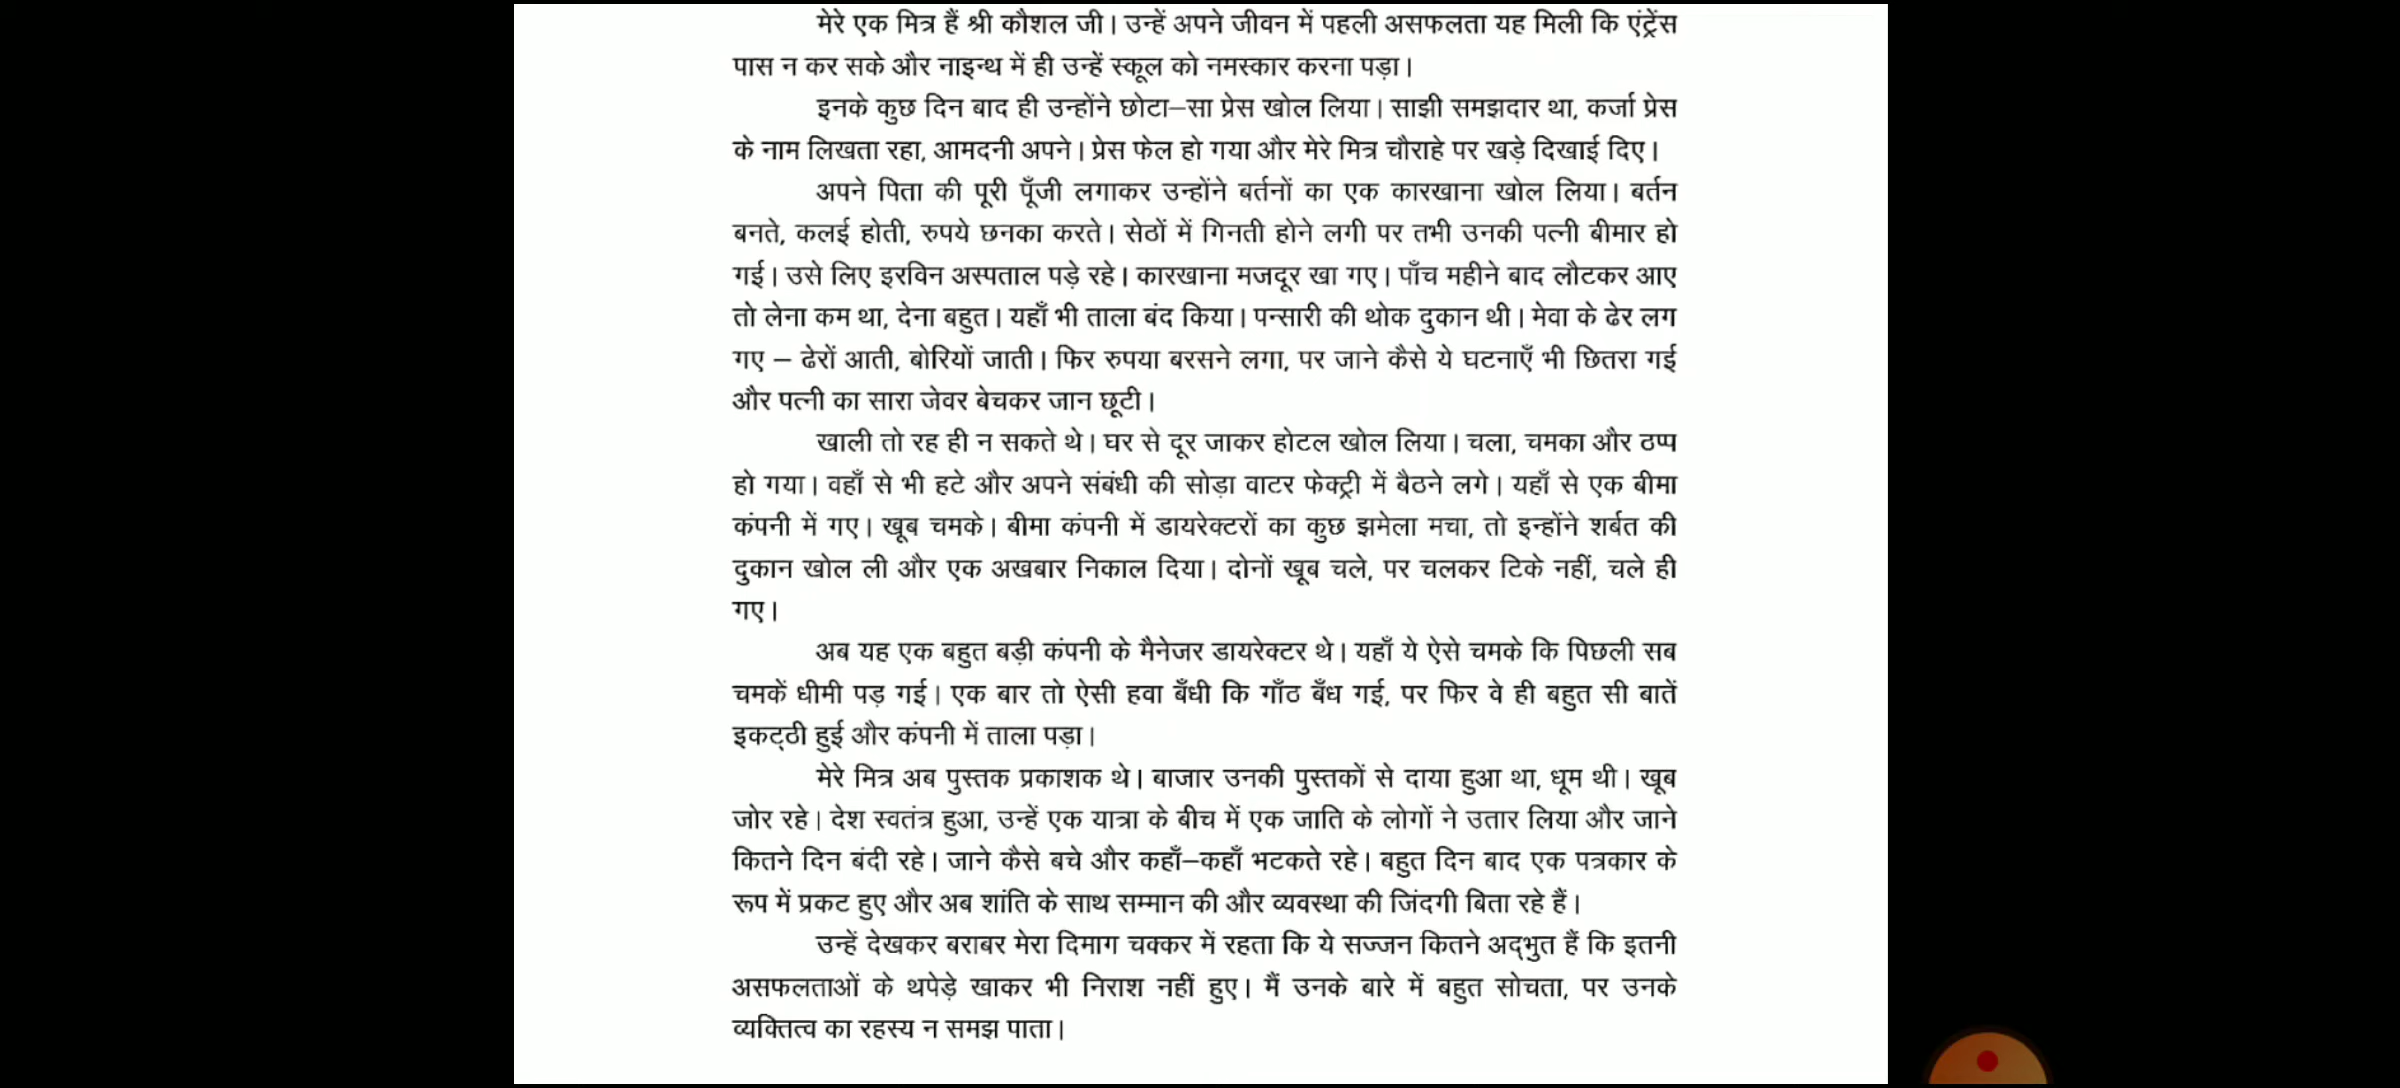 मेरे एक मित्र हैं श्री कौशल जी। उन्हें अपने जीवन में पहली असफलता यह मिली कि एंट्रेंस
पास न कर सके और नाइन्थ में ही उन्हें स्कूल को नमस्कार करना पड़ा।
इनके कुछ दिन बाद ही उन्होंने छोटा–सा प्रेस खोल लिया। साझी समझदार था, कर्जा प्रेस
के नाम लिखता रहा, आमदनी अपने। प्रेस फेल हो गया और मेरे मित्र चौराहे पर खड़े दिखाई दिए।
अपने पिता की पूरी पूँजी लगाकर उन्होंने बर्तनों का एक कारखाना खोल लिया। बर्तन
बनते, कलई होती, रुपये छनका करते। सेठों में गिनती होने लगी पर तभी उनकी पत्नी बीमार हो
गई। उसे लिए इरविन अस्पताल पड़े रहे। कारखाना मजदूर खा गए। पाँच महीने बाद लौटकर आए
तो लेना कम था, देना बहुत। यहाँ भी ताला बंद किया। पन्सारी की थोक दुकान थी। मेवा के ढेर लग
गए – ढेरों आती, बोरियों जाती। फिर रुपया बरसने लगा, पर जाने कैसे ये घटनाएँ भी छितरा गई
और पत्नी का सारा जेवर बेचकर जान छूटी।
खाली तो रह ही न सकते थे। घर से दूर जाकर होटल खोल लिया। चला, चमका और ठप्प
हो गया। वहाँ से भी हटे और अपने संबंधी की सोड़ा वाटर फेक्ट्री में बैठने लगे। यहाँ से एक बीमा
कंपनी में गए। खूब चमके। बीमा कंपनी में डायरेक्टरों का कुछ झमेला मचा, तो इन्होंने शर्बत की
दुकान खोल ली और एक अखबार निकाल दिया। दोनों खूब चले, पर चलकर टिके नहीं, चले ही
गए।
अब यह एक बहुत बड़ी कंपनी के मैनेजर डायरेक्टर थे। यहाँ ये ऐसे चमके कि पिछली सब
चमकें धीमी पड़ गई। एक बार तो ऐसी हवा बँधी कि गाँठ बँध गई, पर फिर वे ही बहुत सी बातें
इकट्ठी हुई और कंपनी में ताला पड़ा।
मेरे मित्र अब पुस्तक प्रकाशक थे। बाजार उनकी पुस्तकों से दाया हुआ था, धूम थी। खूब
जोर रहे। देश स्वतंत्र हुआ, उन्हें एक यात्रा के बीच में एक जाति के लोगों ने उतार लिया और जाने
कितने दिन बंदी रहे। जाने कैसे बचे और कहाँ–कहाँ भटकते रहे। बहुत दिन बाद एक पत्रकार के
रूप में प्रकट हुए और अब शांति के साथ सम्मान की और व्यवस्था की जिंदगी बिता रहे हैं।
उन्हें देखकर बराबर मेरा दिमाग चक्कर में रहता कि ये सज्जन कितने अद्भुत हैं कि इतनी
असफलताओं के थपेड़े खाकर भी निराश नहीं हुए। मैं उनके बारे में बहुत सोचता, पर उनके
व्यक्तित्व का रहस्य न समझ पाता।